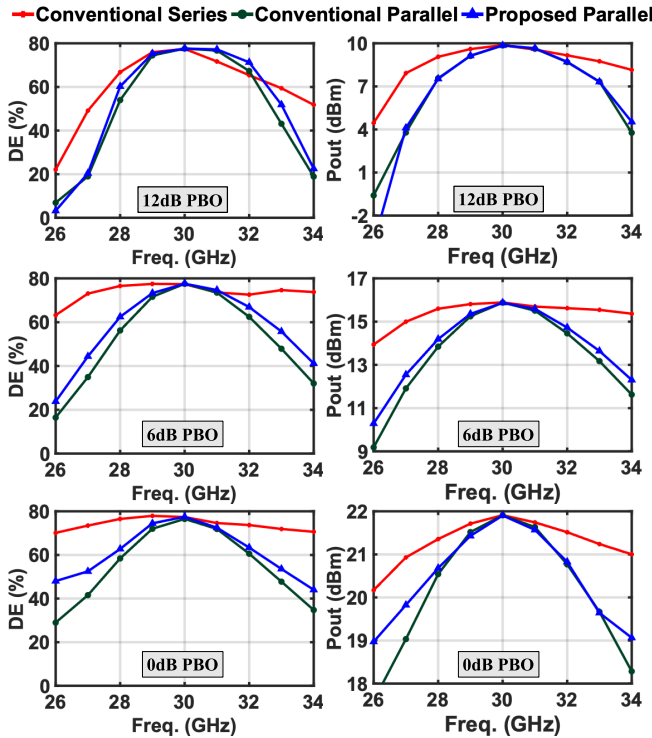 Conventional Series Conventional Parallel Proposed Parallel
80
60
40
20
0
DE (%)
12dB PBO
26 28 30 32 34
Freq. (GHz)
10
7
4
1
-2
Pout (dBm)
12dB PBO
26 28 30 32 34
Freq (GHz)
80
60
40
20
0
DE (%)
6dB PBO
26 28 30 32 34
Freq. (GHz)
17
15
13
11
9
Pout (dBm)
6dB PBO
26 28 30 32 34
Freq. (GHz)
80
60
40
20
0
DE (%)
0dB PBO
26 28 30 32 34
Freq. (GHz)
22
21
20
19
18
Pout (dBm)
0dB PBO
26 28 30 32 34
Freq. (GHz)